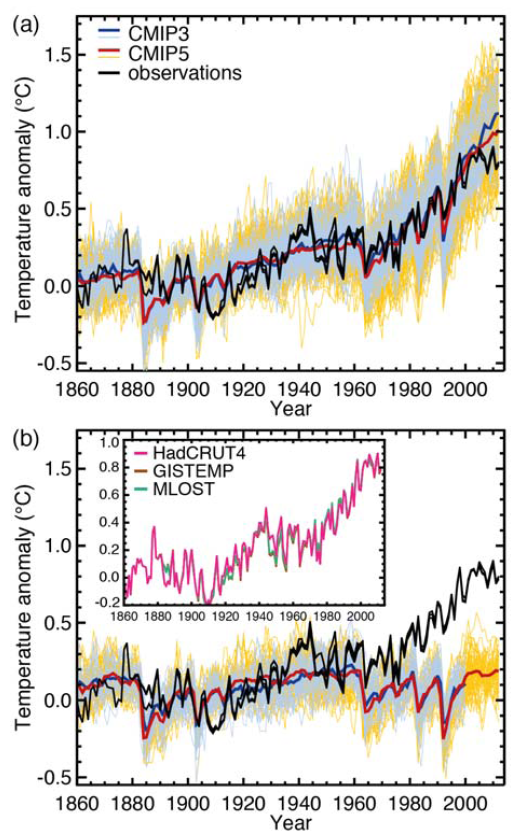 (a)
1.5
1.0
0.5
0.0
-0.5
Temperature anomaly (°C)
CMIP3
CMIP5
observations
1860 1880 1900 1920 1940 1960 1980 2000
Year
(b)
1.5
1.0
0.5
0.0
-0.5
Temperature anomaly (°C)
1.0
0.8
0.6
0.4
0.2
0.0
-0.2
HadCRUT4
GISTEMP
MLOST
1860 1880 1900 1920 1940 1960 1980 2000
1860 1880 1900 1920 1940 1960 1980 2000
Year